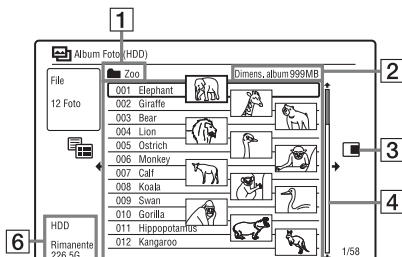 1
Album Foto (HDD)
File
12 Foto
Zoo
Dimens. album 999MB
2
001 Elephant
002 Giraffe
003 Bear
004 Lion
005 Ostrich
006 Monkey
007 Calf
008 Koala
009 Swan
010 Gorilla
011 Hippopotamus
012 Kangaroo
3
4
6
HDD
Rimanente
226.5G
1/58